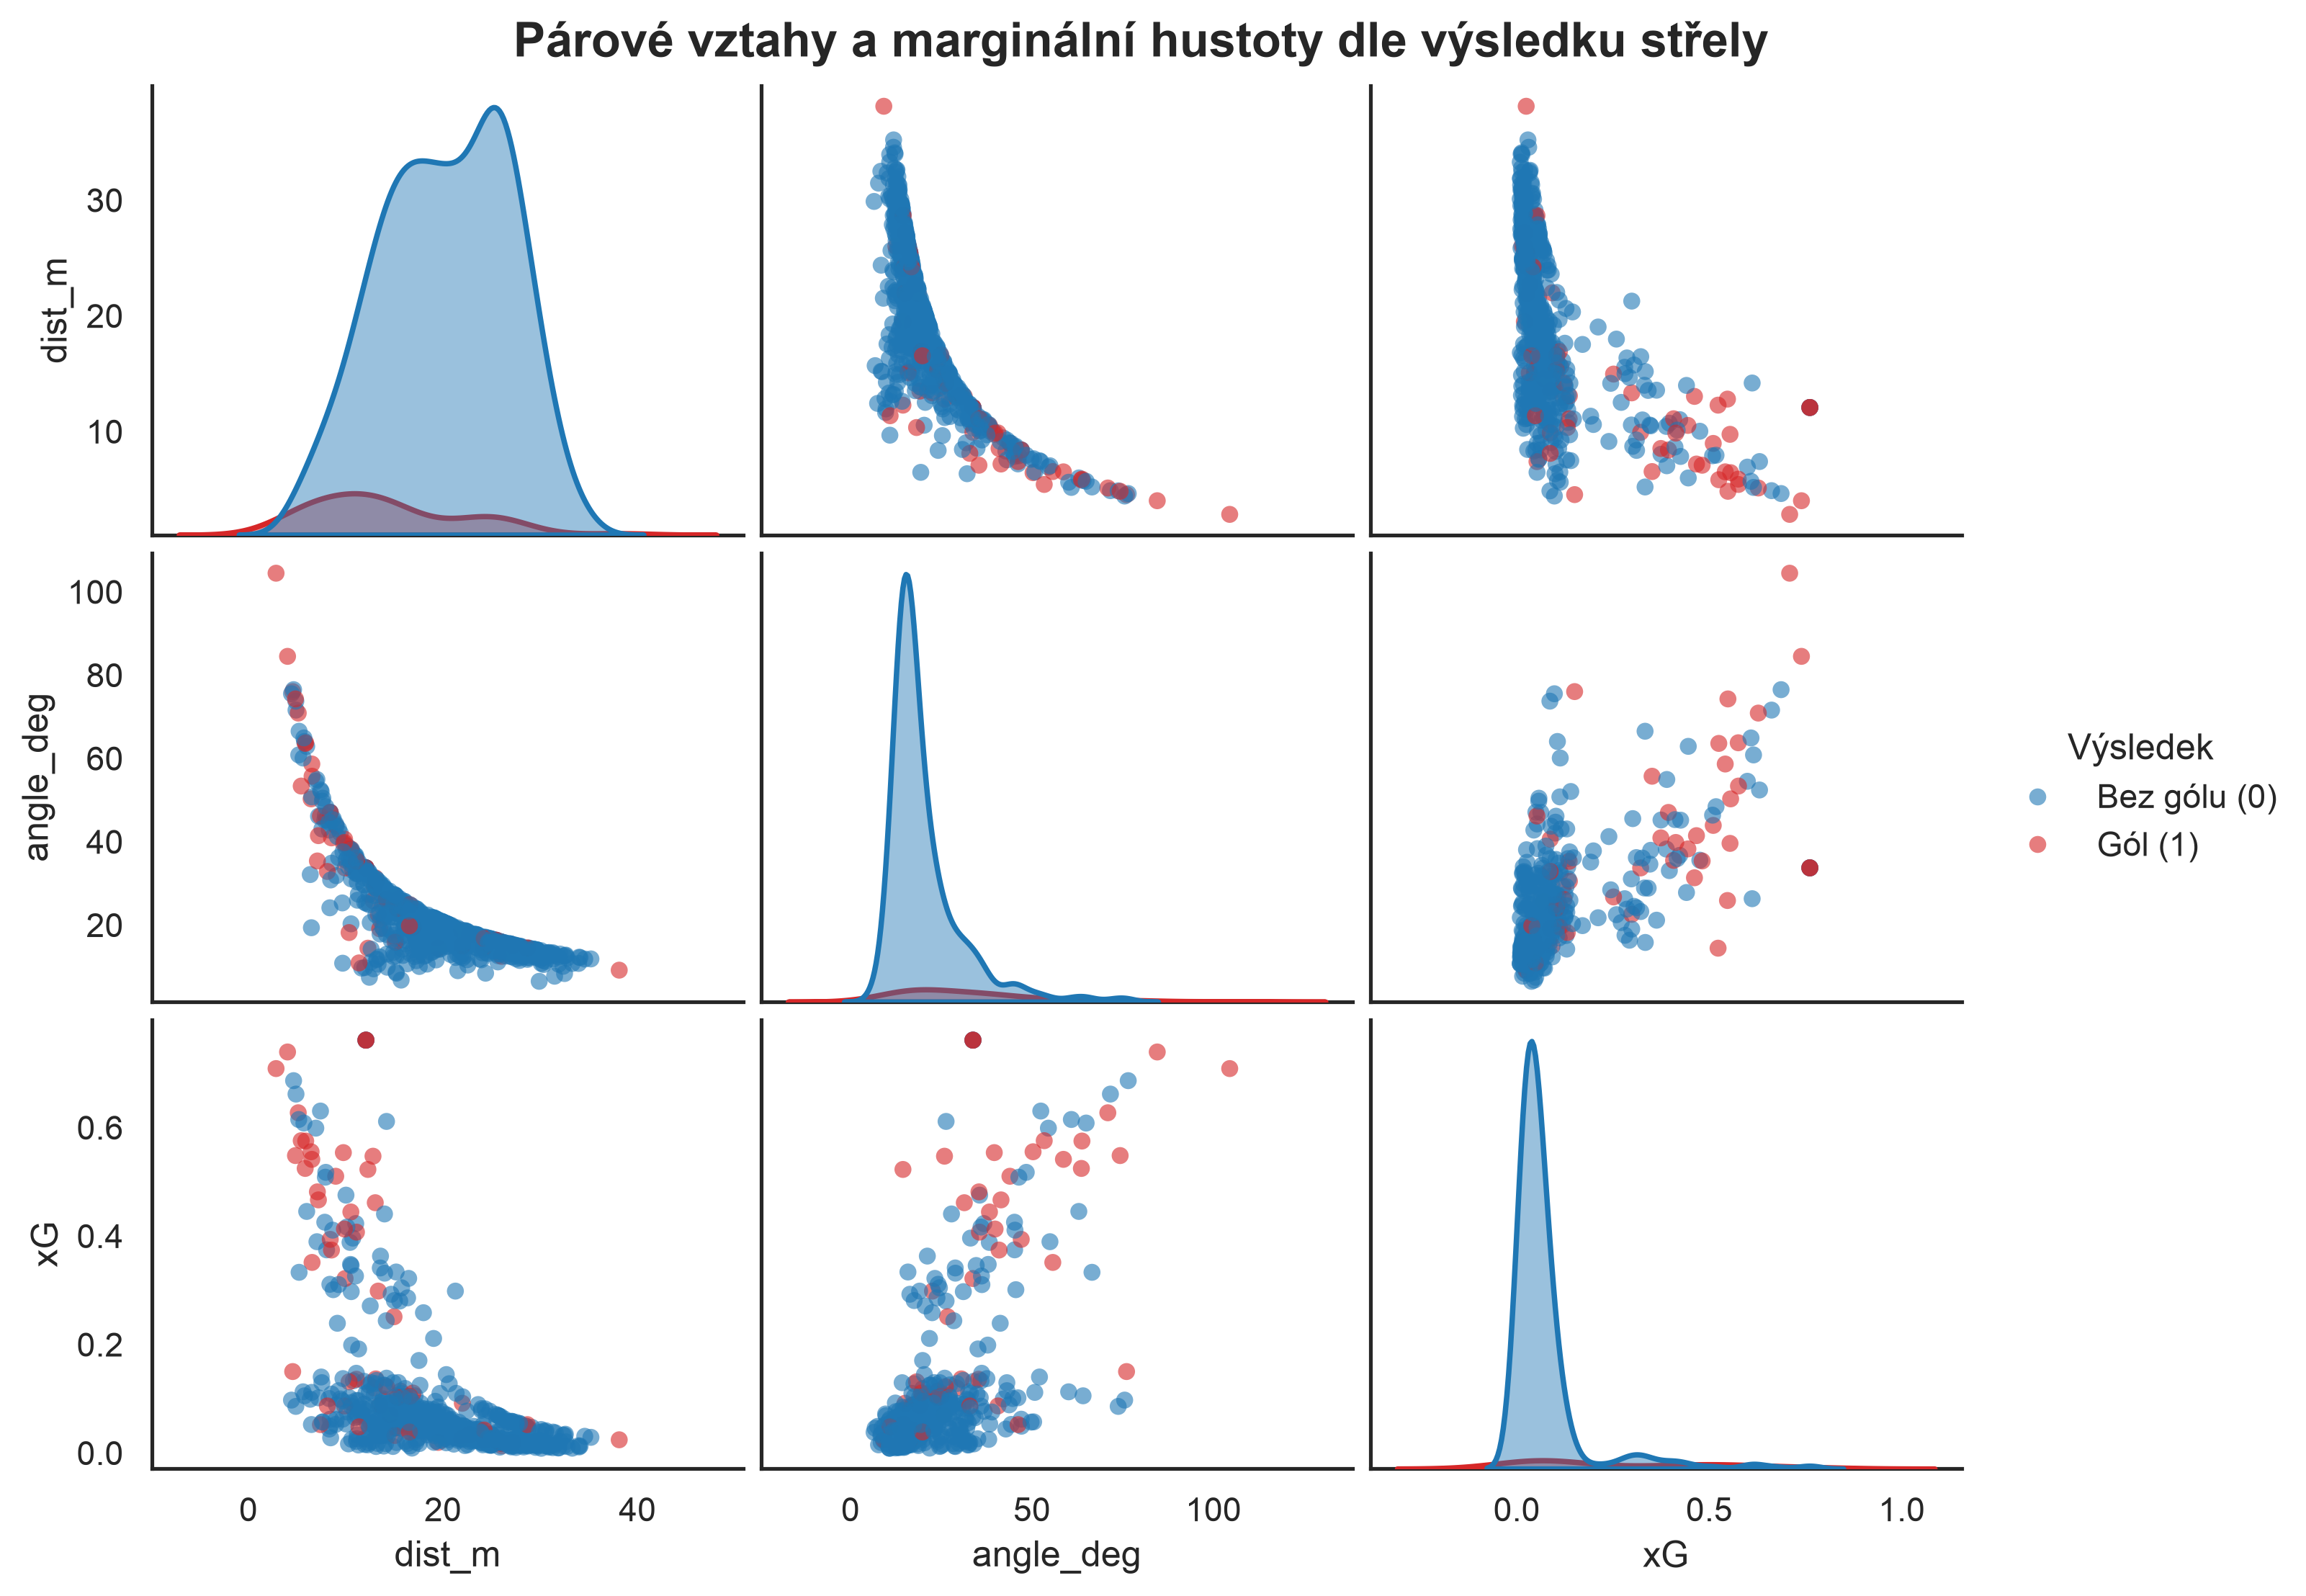 Párové vztahy a marginální hustoty dle výsledku střely
30
20
10
dist_m
100
80
60
40
20
angle_deg
0.6
0.4
0.2
0.0
xG
0 20 40
dist_m
0 50 100
angle_deg
0.0 0.5 1.0
xG
Výsledek
Bez gólu (0)
Gól (1)